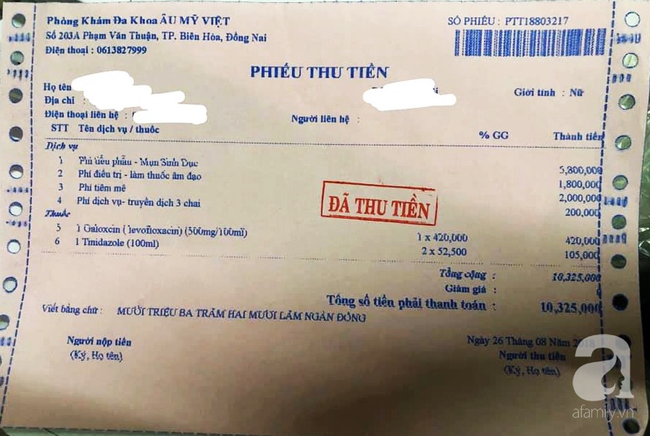 Phòng Khám Đa Khoa ÂU MỸ VIỆT
Số 203A Phạm Văn Thuận, TP. Biên Hòa, Đồng Nai
Điện thoại : 0613827999
SỐ PHIẾU : PTT18803217
PHIẾU THU TIỀN
Họ tên
Giới tính : Nữ
Địa chỉ :
Điện thoại liên hệ :
Người liên hệ :
STT Tên dịch vụ / thuốc % GG Thành tiền
Dịch vụ
1 Phí tiểu phẫu - Mụn Sinh Dục 5,800,000
2 Phí điều trị - làm thuốc âm đạo 1,800,000
3 Phí tiêm mê 2,000,000
4 Phí dịch vụ- truyền dịch 3 chai 200,000
Thuốc
ĐÃ THU TIỀN
5 1 Galoxcin (levofloxacin) (500mg/100ml) 1 x 420,000 420,000
6 1 Tinidazole (100ml) 2 x 52,500 105,000
Tổng cộng : 10,325,000
Giảm giá : 0
Tổng số tiền phải thanh toán : 10,325,000
Viết bằng chữ : MƯỜI TRIỆU BA TRĂM HAI MƯƠI LĂM NGÀN ĐỒNG
Người nộp tiền
(Ký, Họ tên)
Ngày 26 Tháng 08 Năm
Người thu tiền
(Ký, Họ tên)
a
afamily.vn